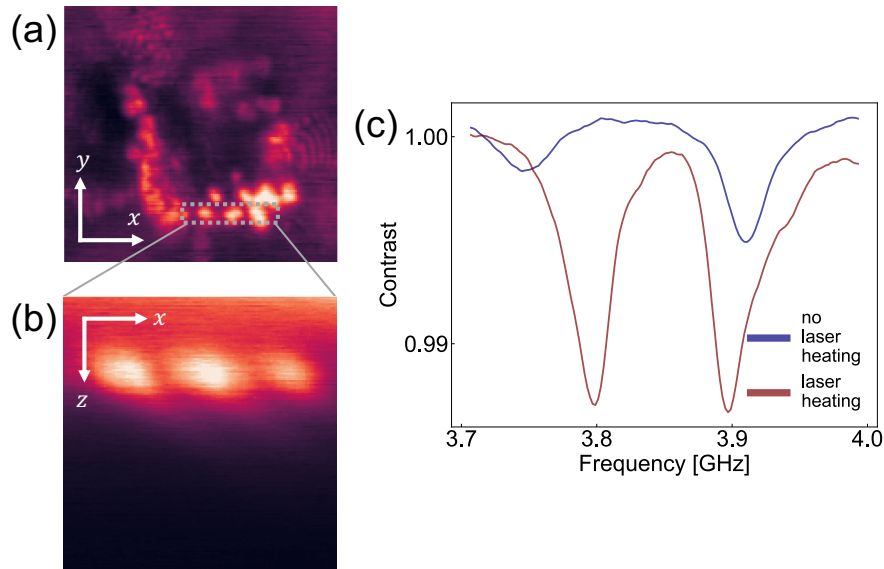 (a)
y
x
(b)
x
z
(c)
1.00
0.99
Contrast
no
laser
heating
laser
heating
3.7
3.8
3.9
4.0
Frequency [GHz]